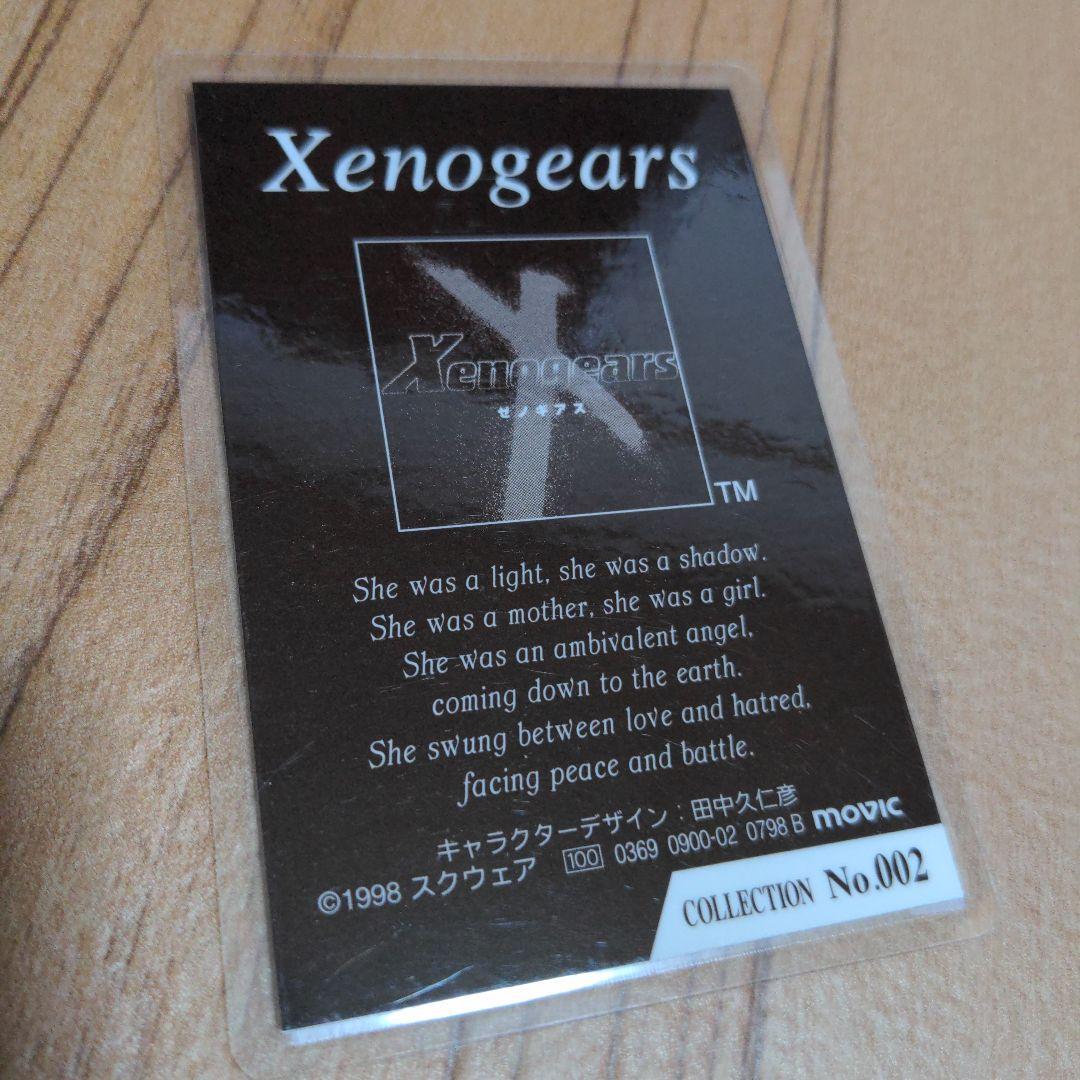 Xenogears
Xenogears
ゼノギアス
TM
She was a light, she was a shadow.
She was a mother, she was a girl.
She was an ambivalent angel,
coming down to the earth.
She swung between love and hatred,
facing peace and battle.
キャラクターデザイン：田中久仁彦
©1998 スクウェア 100 0369 0900-02 0798 B movic
COLLECTION No.002